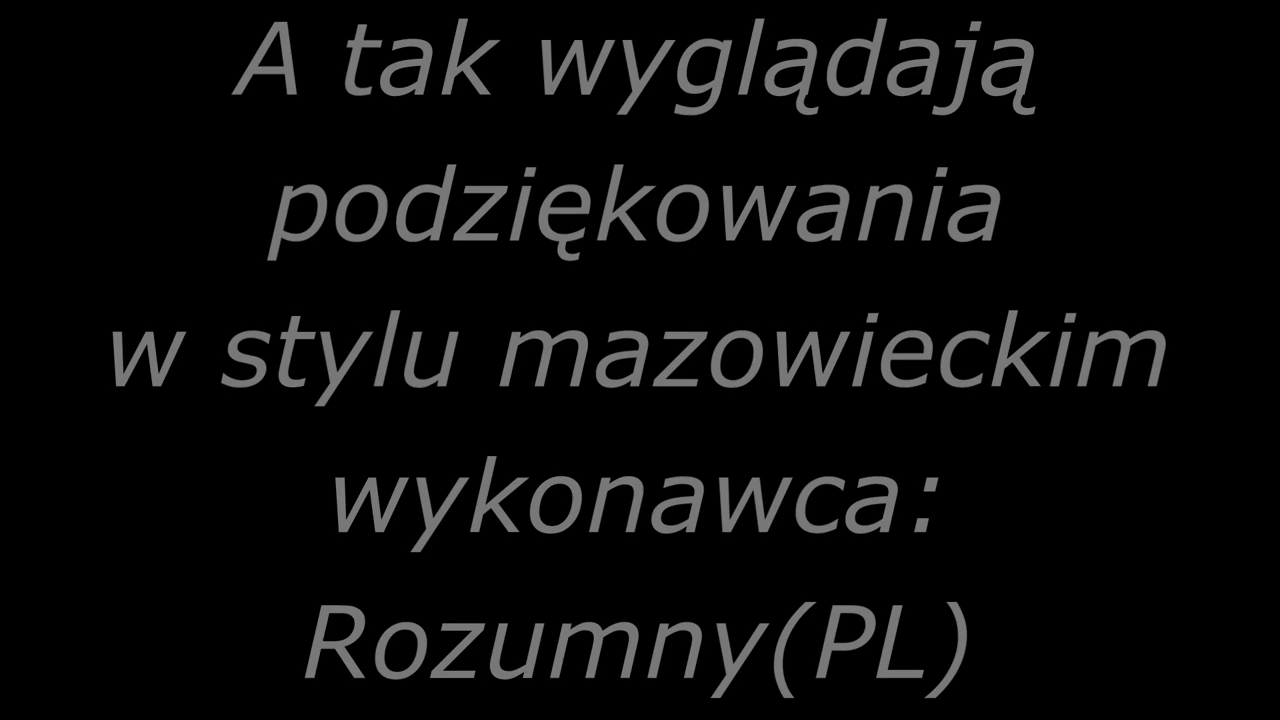 A tak wyglądają
podziękowania
w stylu mazowieckim
wykonawca:
Rozumny(PL)